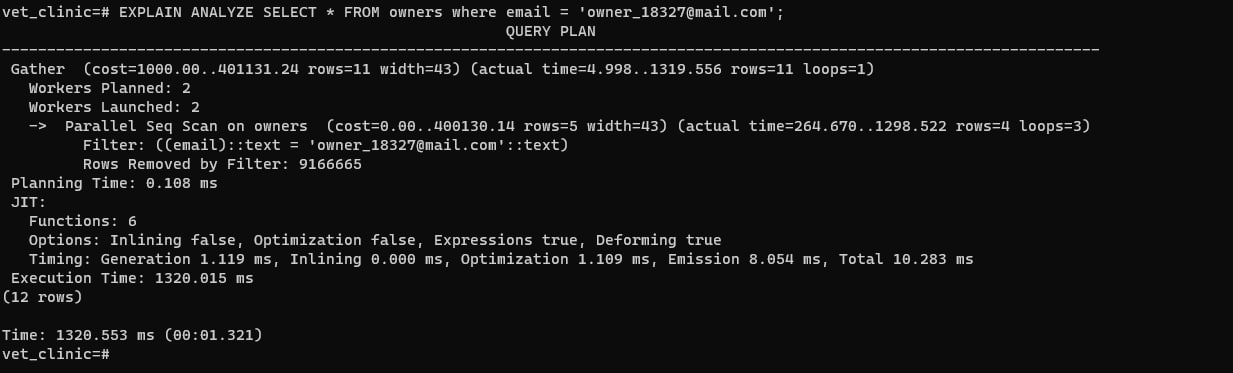 vet_clinic=# EXPLAIN ANALYZE SELECT * FROM owners where email = 'owner_18327@mail.com';
                                                        QUERY PLAN
--------------------------------------------------------------------------------------------------------------------------
 Gather  (cost=1000.00..401131.24 rows=11 width=43) (actual time=4.998..1319.556 rows=11 loops=1)
   Workers Planned: 2
   Workers Launched: 2
   ->  Parallel Seq Scan on owners  (cost=0.00..400130.14 rows=5 width=43) (actual time=264.670..1298.522 rows=4 loops=3)
         Filter: ((email)::text = 'owner_18327@mail.com'::text)
         Rows Removed by Filter: 9166665
 Planning Time: 0.108 ms
 JIT:
   Functions: 6
   Options: Inlining false, Optimization false, Expressions true, Deforming true
   Timing: Generation 1.119 ms, Inlining 0.000 ms, Optimization 1.109 ms, Emission 8.054 ms, Total 10.283 ms
 Execution Time: 1320.015 ms
(12 rows)

Time: 1320.553 ms (00:01.321)
vet_clinic=#